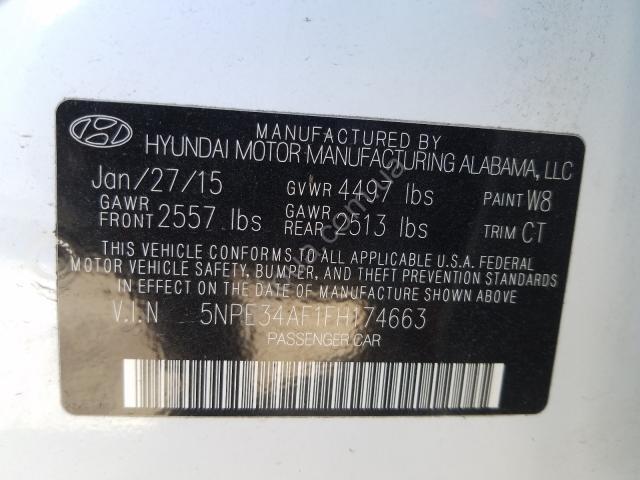 MANUFACTURED BY
HYUNDAI MOTOR MANUFACTURING ALABAMA, LLC
Jan/27/15 GVWR 4497 lbs PAINT W8
GAWR FRONT 2557 lbs GAWR REAR 2513 lbs TRIM CT
THIS VEHICLE CONFORMS TO ALL APPLICABLE U.S.A. FEDERAL
MOTOR VEHICLE SAFETY, BUMPER, AND THEFT PREVENTION STANDARDS
IN EFFECT ON THE DATE OF MANUFACTURE SHOWN ABOVE.
V.I.N 5NPE34AF1FH174663
PASSENGER CAR